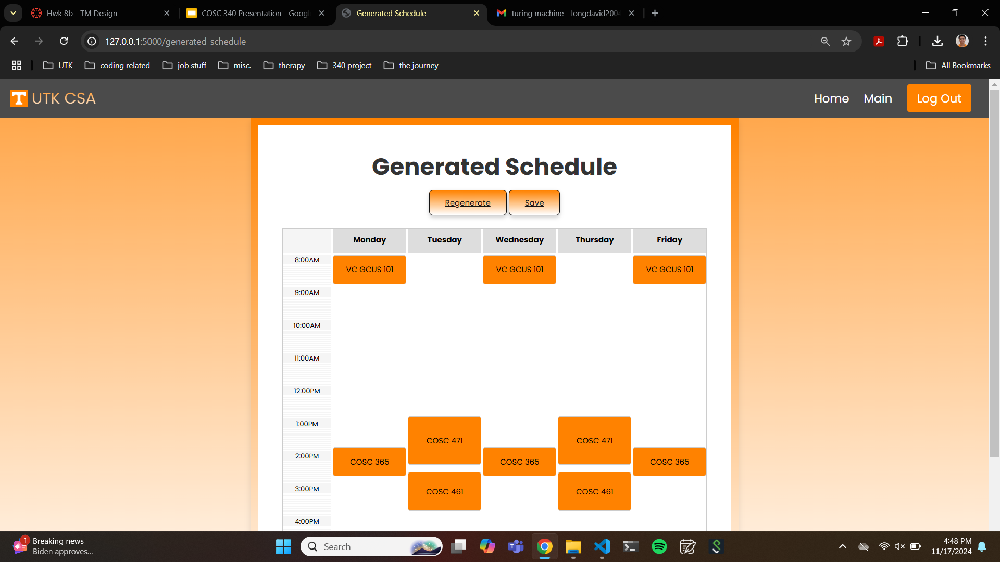 Hwk 8b - TM Design
COSC 340 Presentation - Googl
Generated Schedule
turing machine - longdavid200
127.0.0.1:5000/generated_schedule
UTK
coding related
job stuff
misc.
therapy
340 project
the journey
All Bookmarks
T UTK CSA
Home
Main
Log Out
Generated Schedule
Regenerate
Save
Monday Tuesday Wednesday Thursday Friday
8:00AM
VC GCUS 101 VC GCUS 101 VC GCUS 101
9:00AM
10:00AM
11:00AM
12:00PM
1:00PM
COSC 471 COSC 471
2:00PM
COSC 365 COSC 365 COSC 365
3:00PM
COSC 461 COSC 461
4:00PM
1
Breaking news
Biden approves...
Search
4:48 PM
11/17/2024